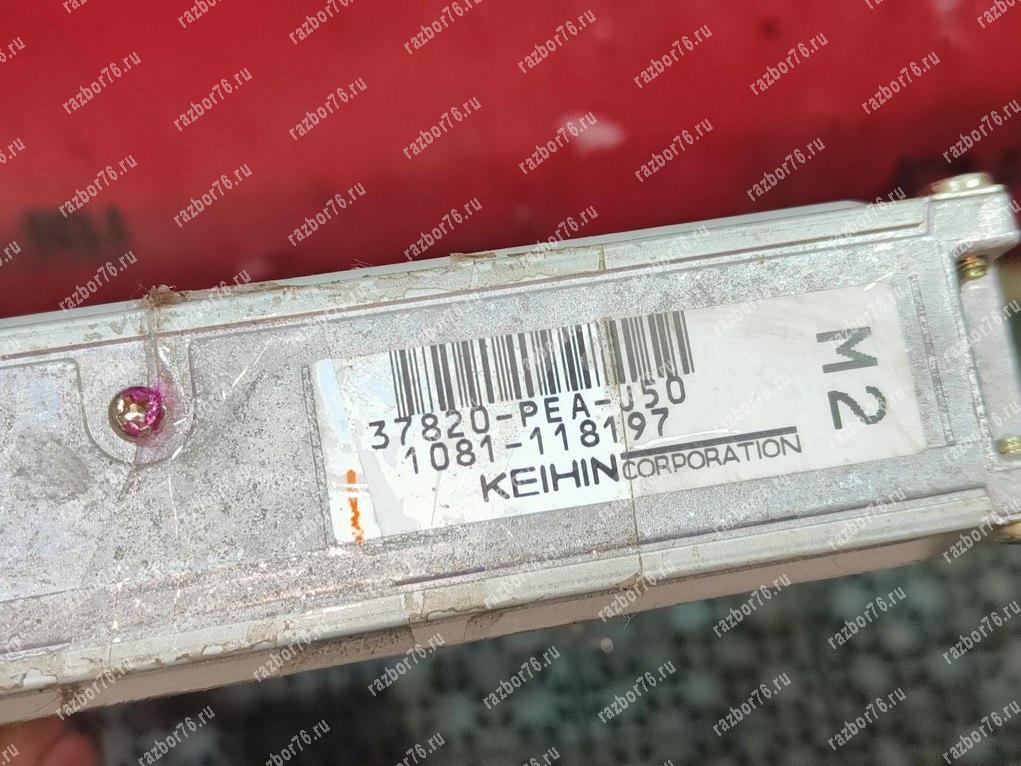 37820-PEA-J50
1081-118197
KEIHIN CORPORATION
M2
razbor76.ru